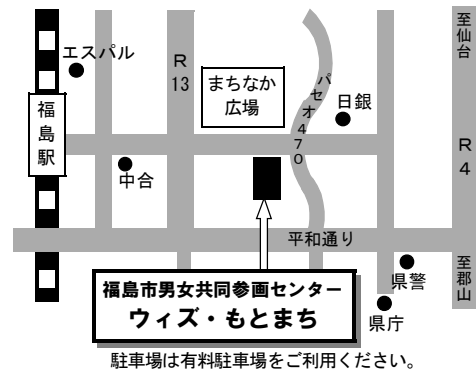 至仙台
エスパル
R
13
まちなか
広場
パセオ470
日銀
福島駅
中合
R
4
平和通り
県警
至郡山
福島市男女共同参画センター
ウィズ・もとまち
県庁
駐車場は有料駐車場をご利用ください。